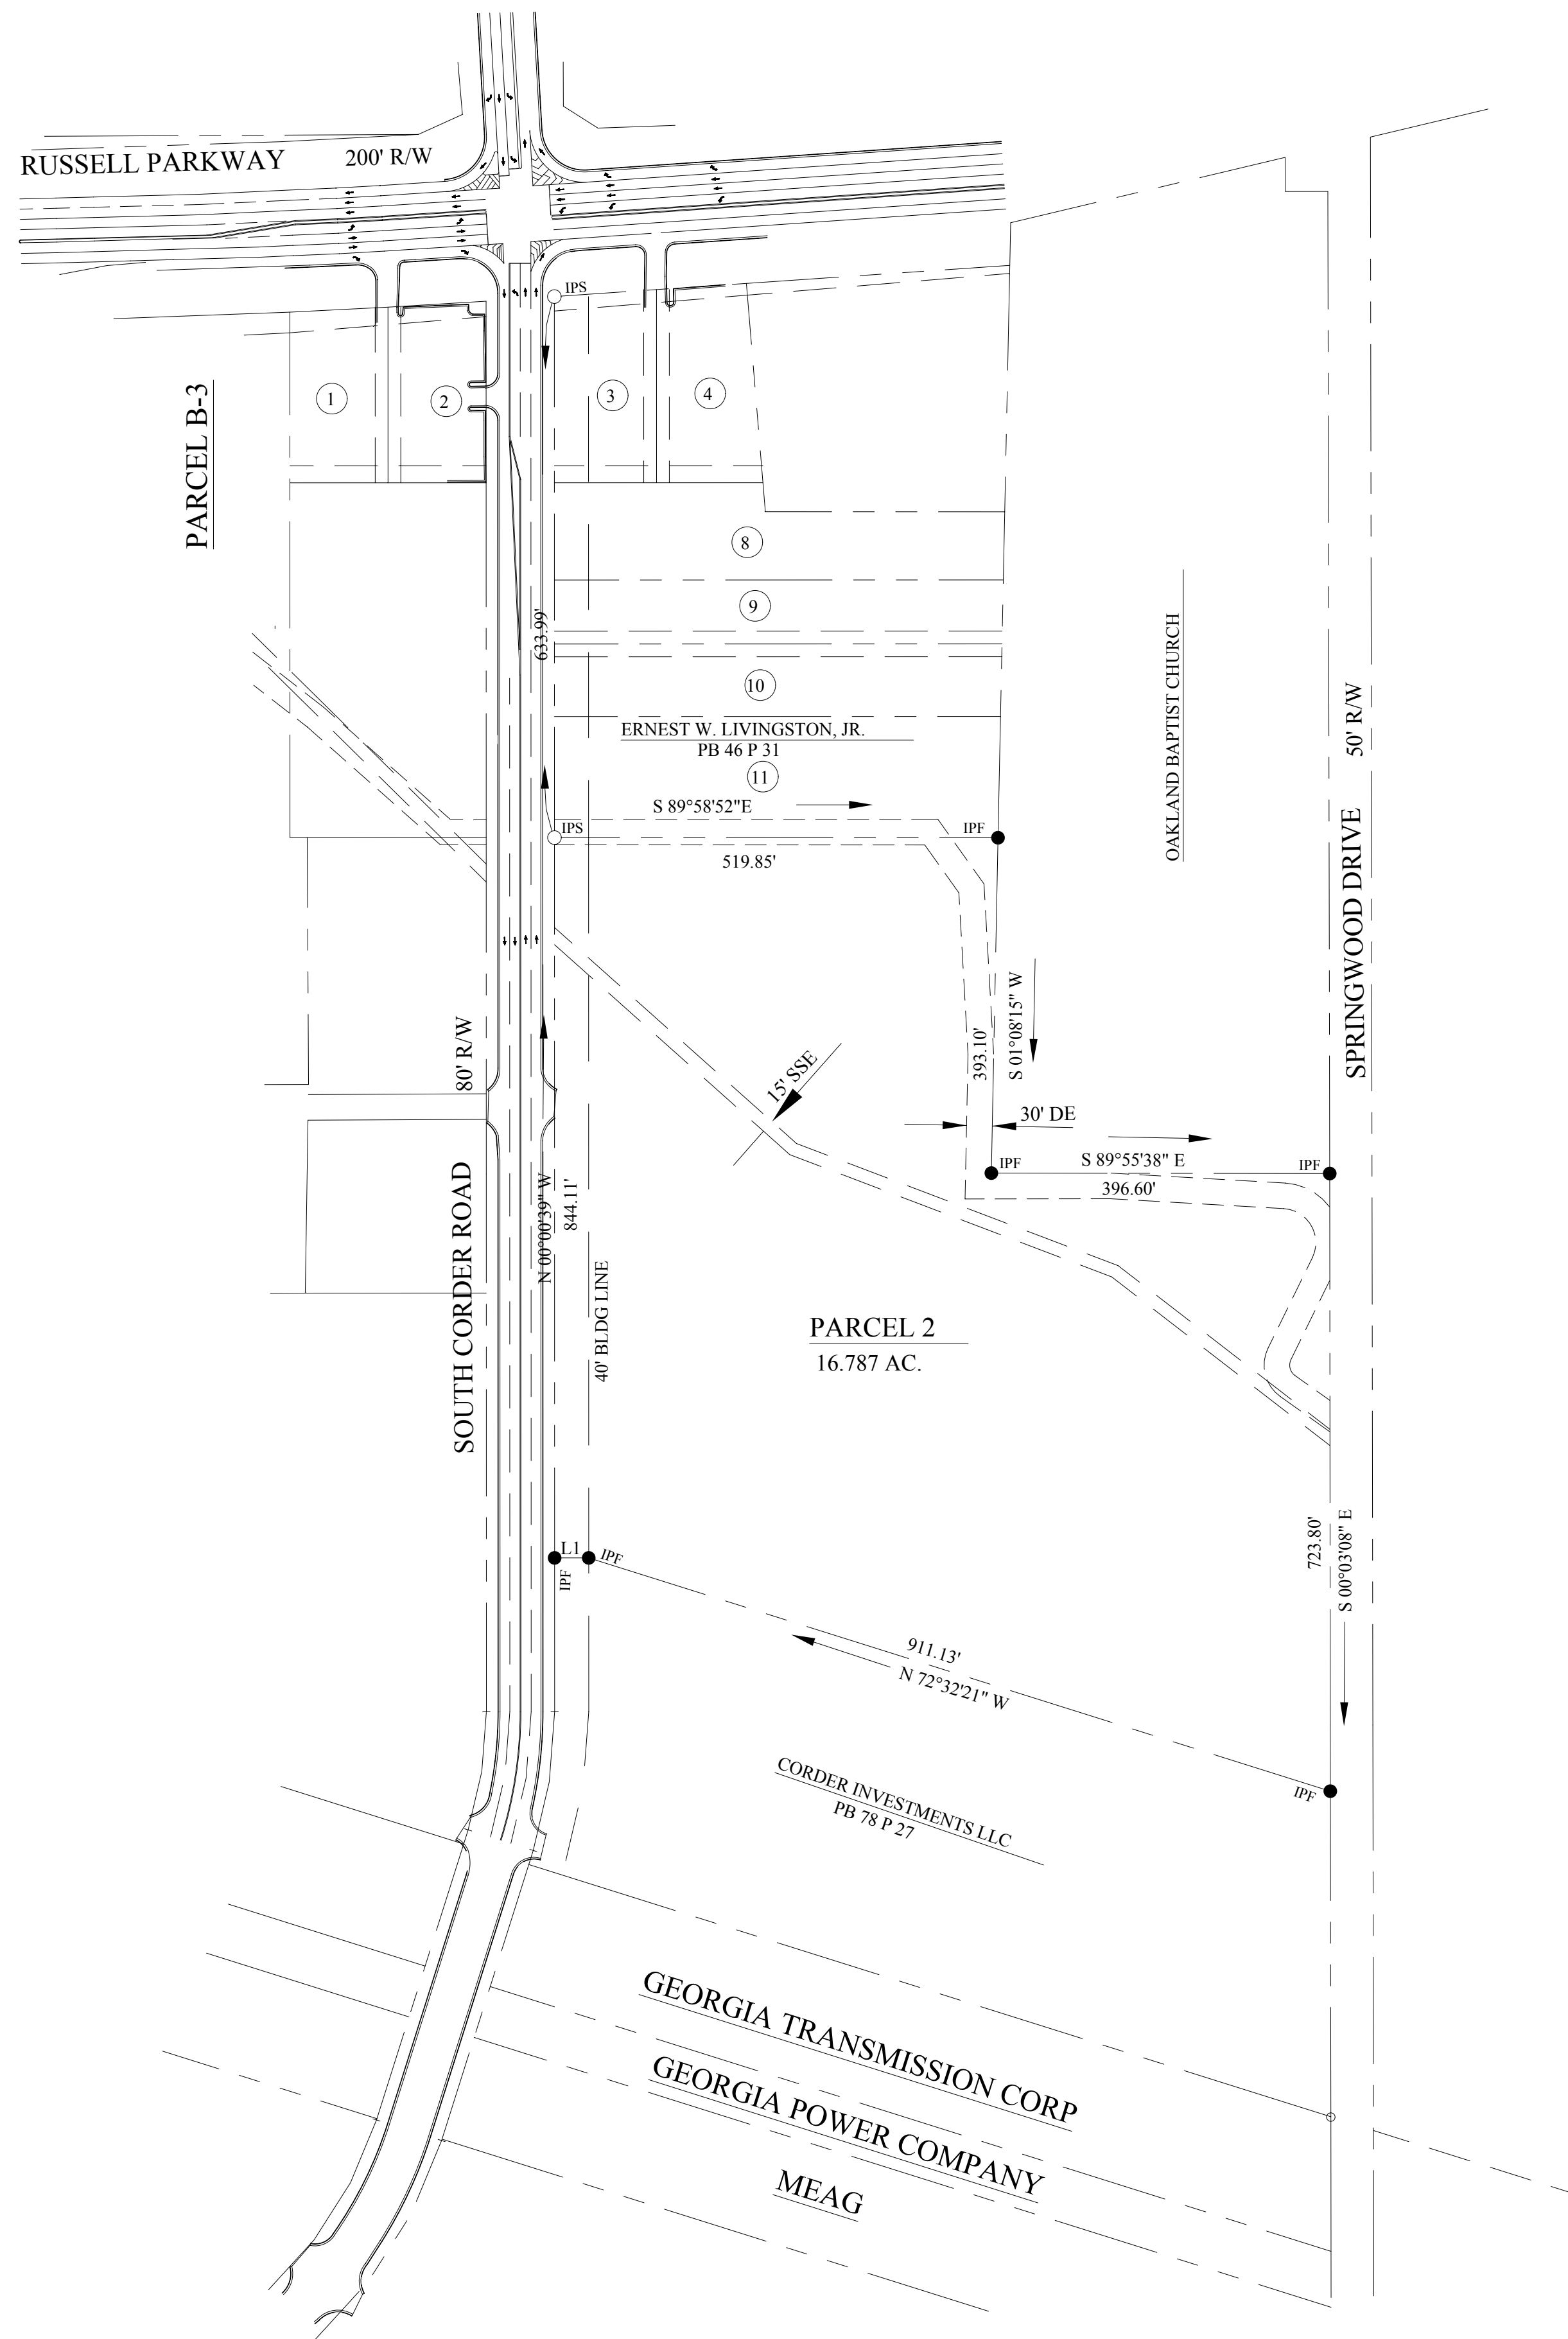 RUSSELL PARKWAY 200' R/W
IPS
PARCEL B-3
1
2
3
4
8
633.99'
9
10
ERNEST W. LIVINGSTON, JR.
PB 46 P 31
11
S 89°58'52"E
IPS
IPF
519.85'
OAKLAND BAPTIST CHURCH
50' R/W
SPRINGWOOD DRIVE
80' R/W
SOUTH CORDER ROAD
393.10'
S 01°08'15" W
15' SSE
30' DE
IPF
S 89°55'38" E
IPF
396.60'
N 00°00'39" W
844.11'
40' BLDG LINE
PARCEL 2
16.787 AC.
L1
IPF
IPF
723.80'
S 00°03'08" E
911.13'
N 72°32'21" W
IPF
CORDER INVESTMENTS LLC
PB 78 P 27
GEORGIA TRANSMISSION CORP
GEORGIA POWER COMPANY
MEAG